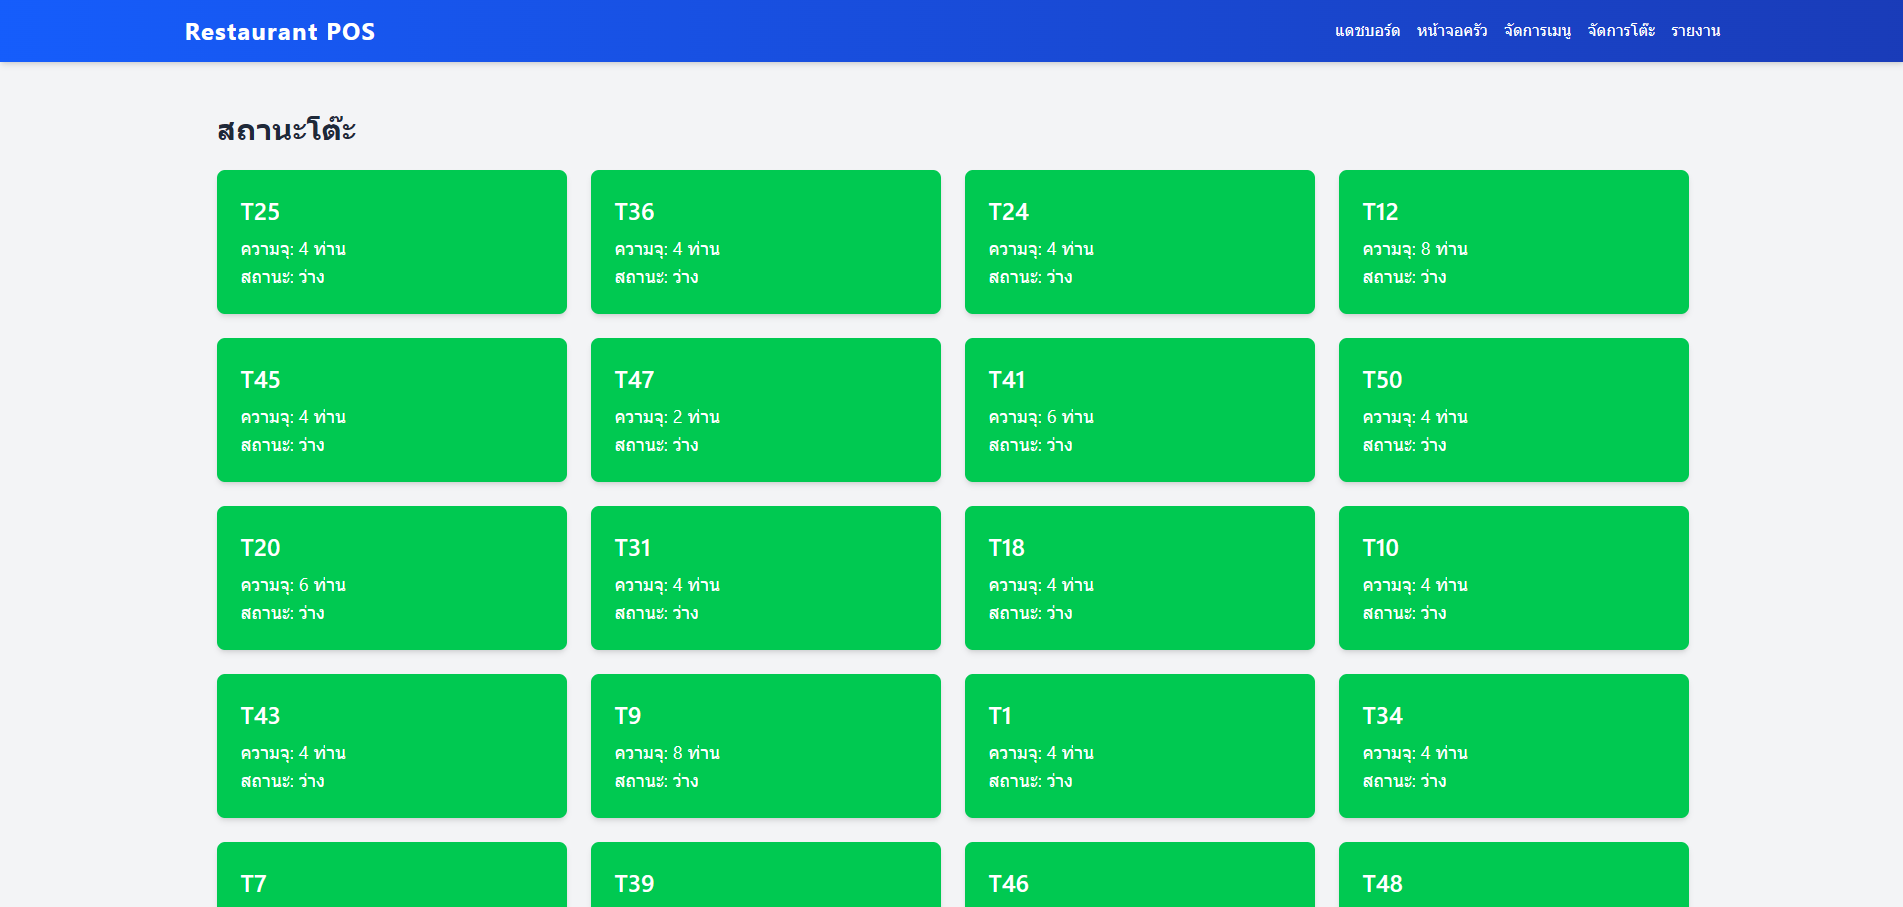 Restaurant POS
แดชบอร์ด หน้าจอครัว จัดการเมนู จัดการโต๊ะ รายงาน
สถานะโต๊ะ
T25
ความจุ: 4 ท่าน
สถานะ: ว่าง
T36
ความจุ: 4 ท่าน
สถานะ: ว่าง
T24
ความจุ: 4 ท่าน
สถานะ: ว่าง
T12
ความจุ: 8 ท่าน
สถานะ: ว่าง
T45
ความจุ: 4 ท่าน
สถานะ: ว่าง
T47
ความจุ: 2 ท่าน
สถานะ: ว่าง
T41
ความจุ: 6 ท่าน
สถานะ: ว่าง
T50
ความจุ: 4 ท่าน
สถานะ: ว่าง
T20
ความจุ: 6 ท่าน
สถานะ: ว่าง
T31
ความจุ: 4 ท่าน
สถานะ: ว่าง
T18
ความจุ: 4 ท่าน
สถานะ: ว่าง
T10
ความจุ: 4 ท่าน
สถานะ: ว่าง
T43
ความจุ: 4 ท่าน
สถานะ: ว่าง
T9
ความจุ: 8 ท่าน
สถานะ: ว่าง
T1
ความจุ: 4 ท่าน
สถานะ: ว่าง
T34
ความจุ: 4 ท่าน
สถานะ: ว่าง
T7
T39
T46
T48